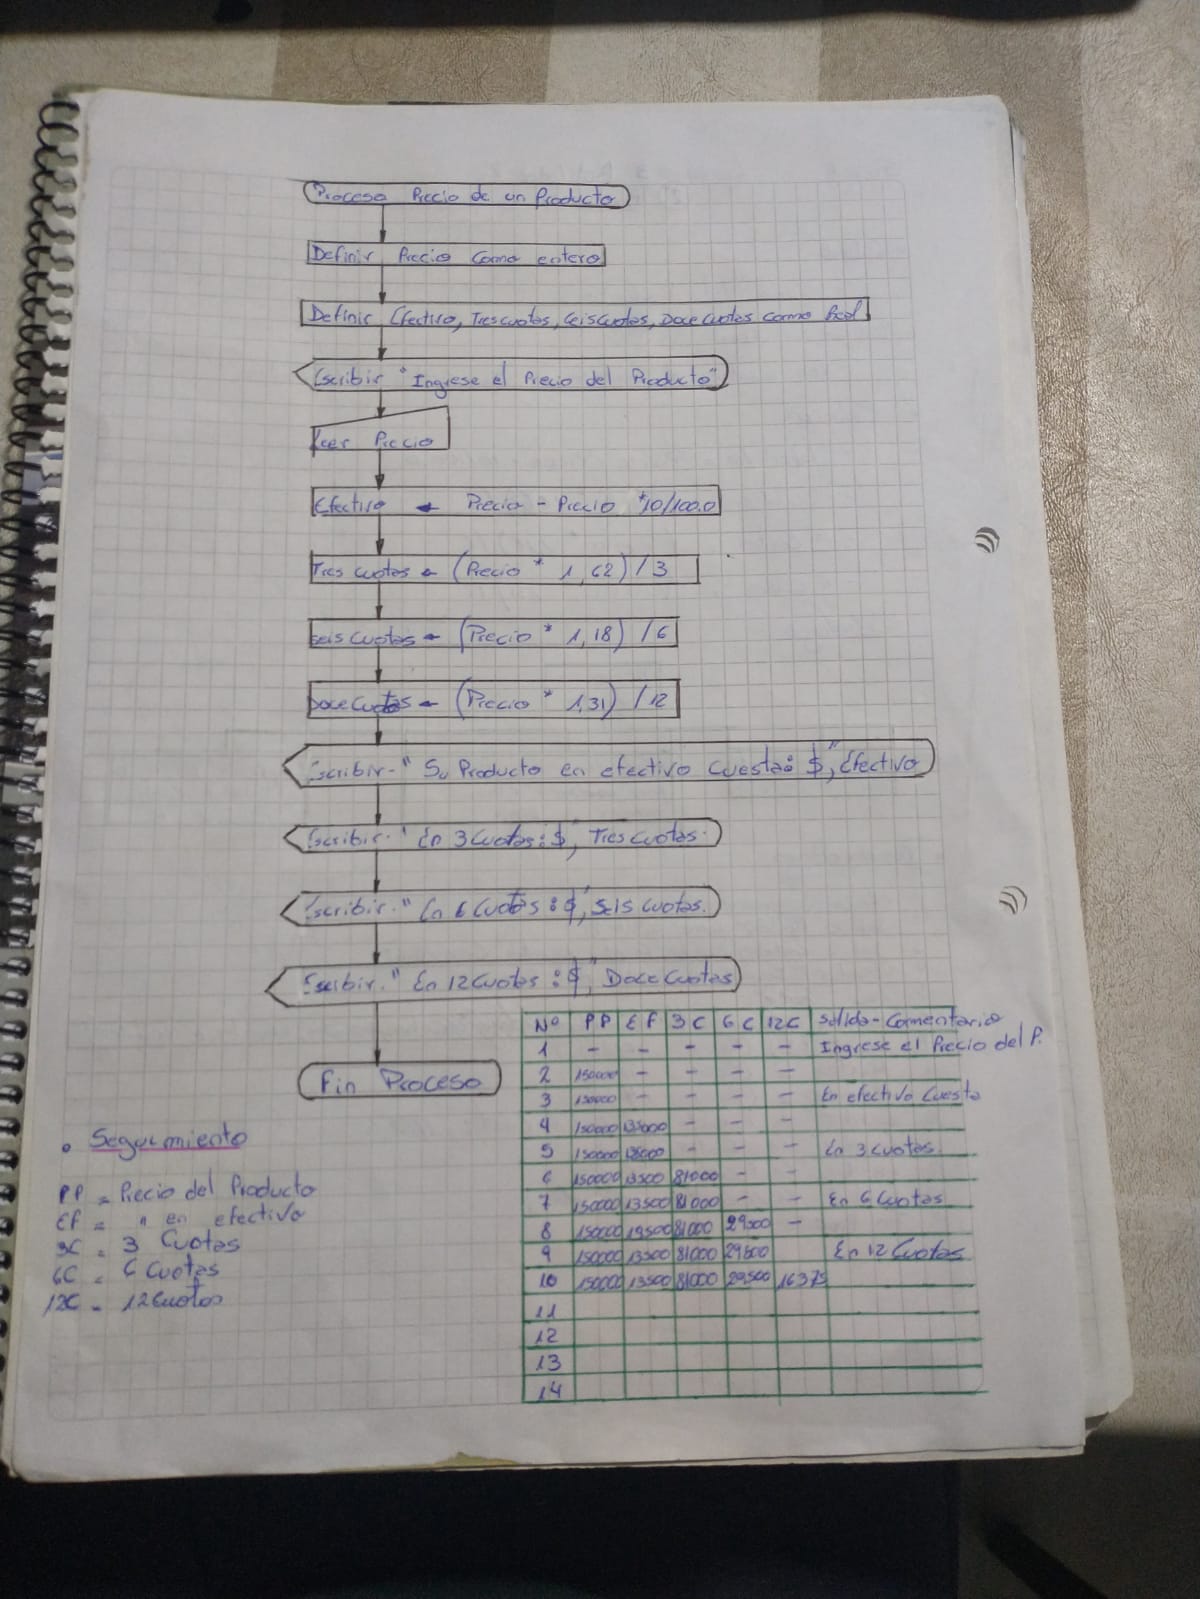 Proceso Precio de un Producto
Definir Precio como entero
Definir Efectivo, Trescuotas, Seiscuotas, Docecuotas como Real
Escribir "Ingrese el Precio del Producto"
Leer Precio
Efectivo ← Precio - Precio *10/100.0
Tres cuotas ← (Precio * 1,62) / 3
Seis cuotas ← (Precio * 1,18) / 6
Doce Cuotas ← (Precio * 1,31) / 12
Escribir." Su Producto en efectivo cuesta: $", Efectivo
Escribir." En 3 Cuotas: $", Tres cuotas.
Escribir." En 6 Cuotas: $", Seis cuotas.
Escribir." En 12 Cuotas: $", Doce Cuotas
Fin Proceso
Nº PP EF 3C 6C 12C Salida - Comentario
1 - - - - - Ingrese el Precio del P.
2 150000 - - - -
3 150000 - - - - En efectivo Cuesta
4 150000 135000 - - -
5 150000 135000 - - - En 3 cuotas.
6 150000 13500 81000 - -
7 150000 13500 81000 - - En 6 Cuotas
8 150000 13500 81000 29500 -
9 150000 13500 81000 29500 En 12 Cuotas
10 150000 13500 81000 29500 16375
11
12
13
14
• Seguimiento
PP = Precio del Producto
EF = " en efectivo
3C = 3 Cuotas
6C = 6 Cuotas
12C = 12 Cuotas